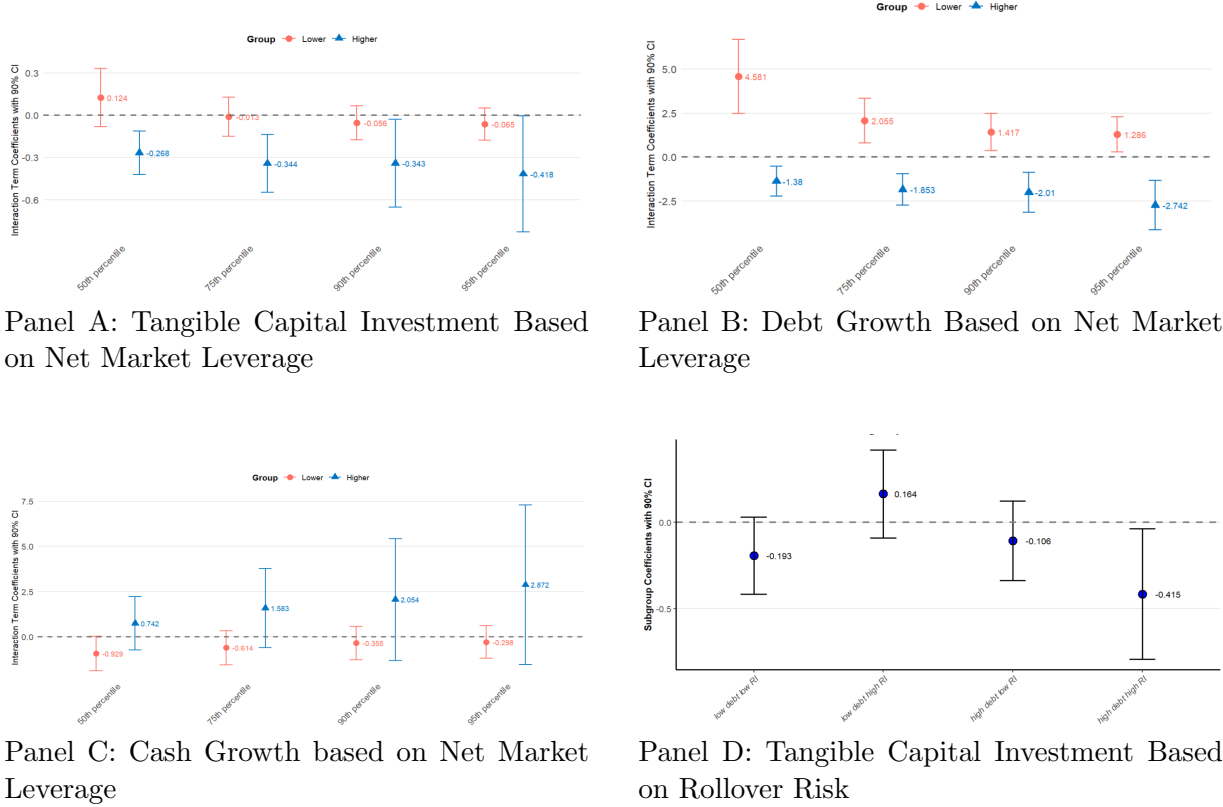 Group Lower Higher
Interaction Term Coefficients with 90% CI
0.3
0.0
-0.3
-0.6
0.124
-0.013
-0.056
-0.065
-0.268
-0.344
-0.343
-0.418
50th percentile
75th percentile
90th percentile
95th percentile
Panel A: Tangible Capital Investment Based
on Net Market Leverage
Group Lower Higher
Interaction Term Coefficients with 90% CI
5.0
2.5
0.0
-2.5
4.581
2.055
1.417
1.286
-1.38
-1.853
-2.01
-2.742
50th percentile
75th percentile
90th percentile
95th percentile
Panel B: Debt Growth Based on Net Market
Leverage
Group Lower Higher
Interaction Term Coefficients with 90% CI
7.5
5.0
2.5
0.0
0.742
1.583
2.054
2.872
-0.929
-0.614
-0.355
-0.288
50th percentile
75th percentile
90th percentile
95th percentile
Panel C: Cash Growth based on Net Market
Leverage
Subgroup Coefficients with 90% CI
0.0
-0.5
-0.193
0.164
-0.106
-0.415
low debt low RI
low debt high RI
high debt low RI
high debt high RI
Panel D: Tangible Capital Investment Based
on Rollover Risk